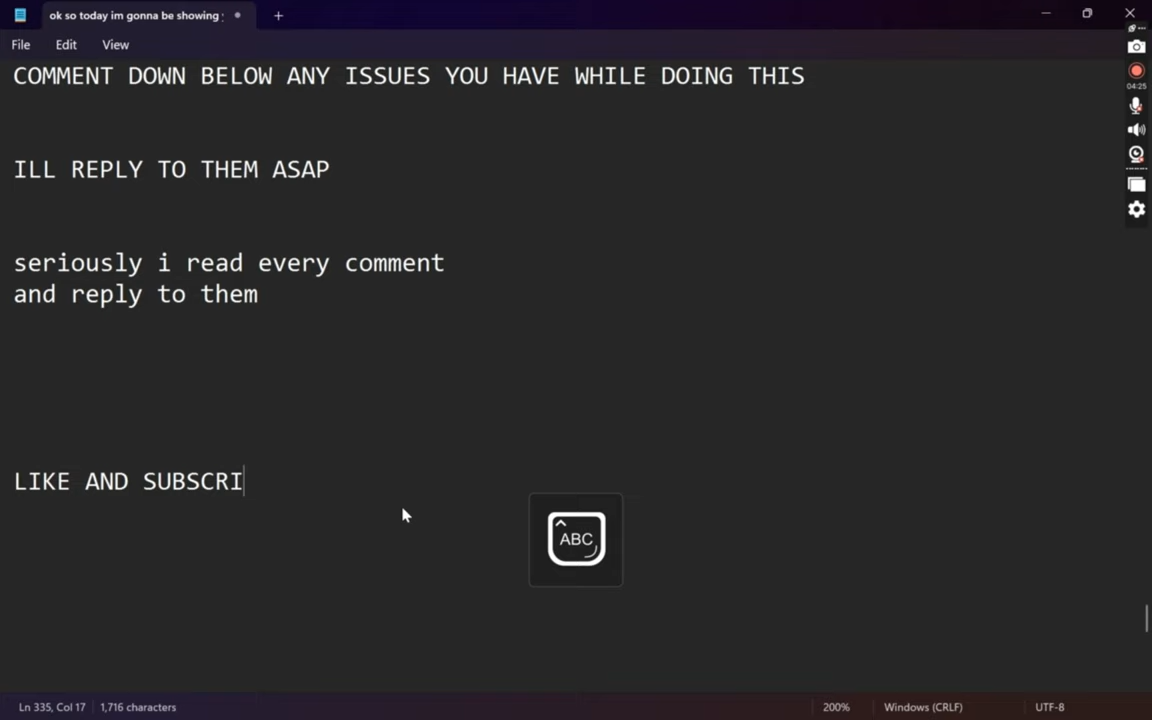 ok so today im gonna be showing
File Edit View
COMMENT DOWN BELOW ANY ISSUES YOU HAVE WHILE DOING THIS
04:25
ILL REPLY TO THEM ASAP
seriously i read every comment
and reply to them
LIKE AND SUBSCRI
ABC
Ln 335, Col 17 1,716 characters 200% Windows (CRLF) UTF-8